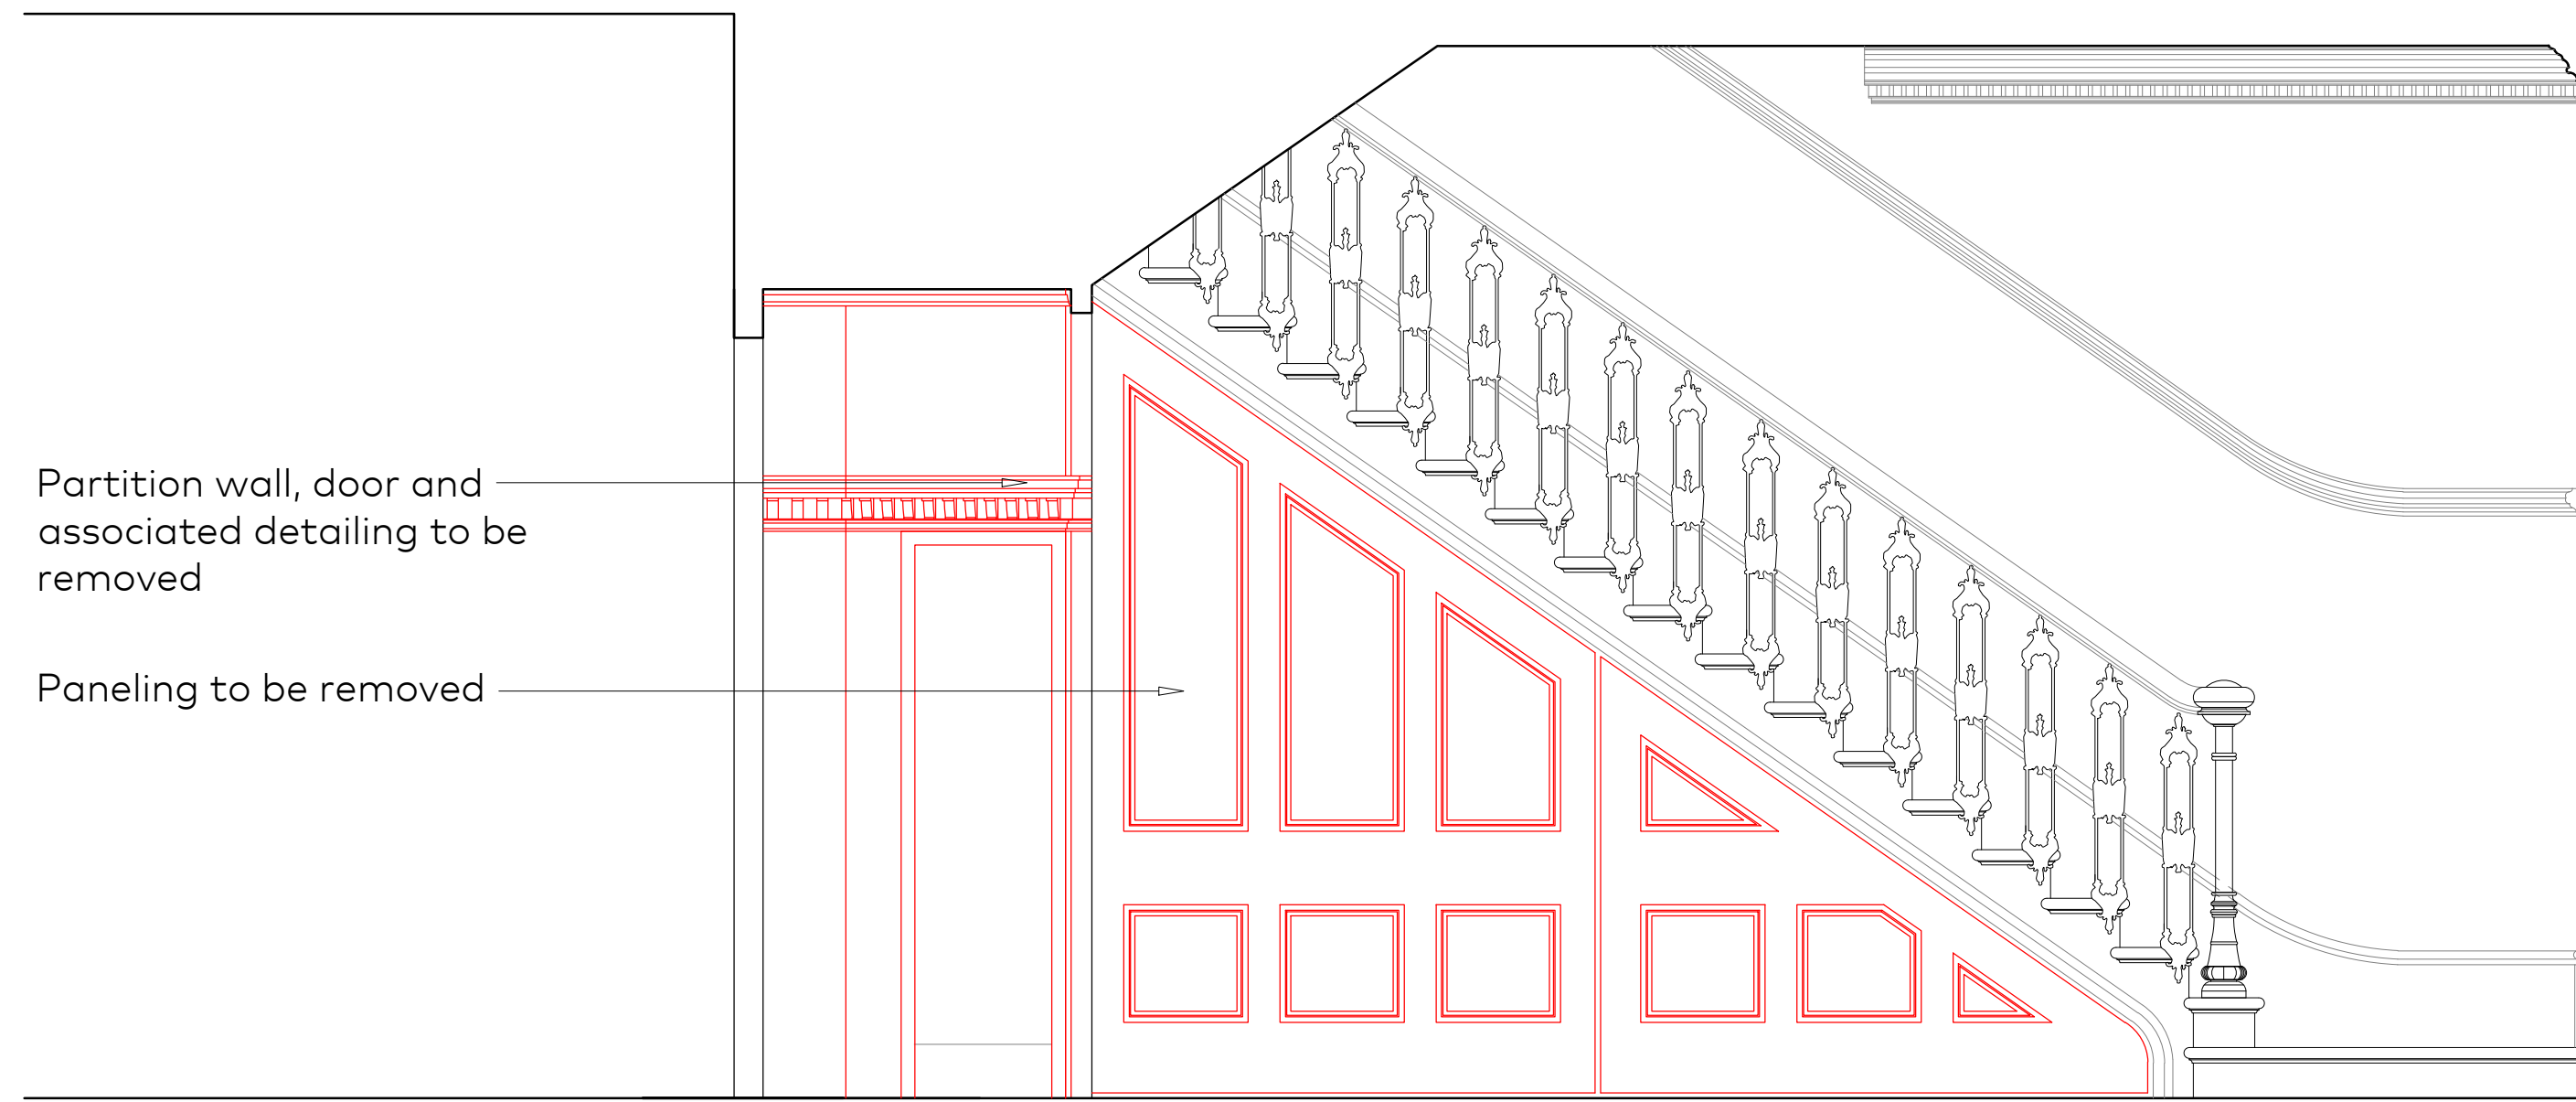 Partition wall, door and
associated detailing to be
removed
Paneling to be removed